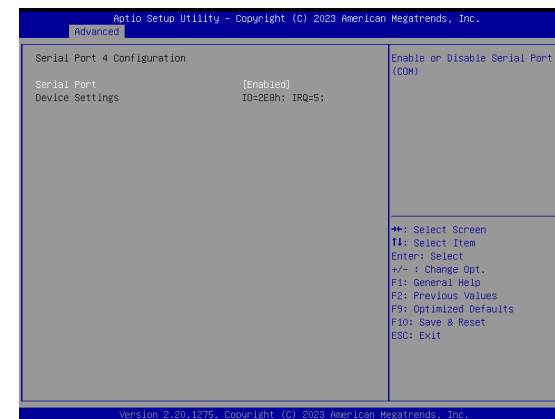 Aptio Setup Utility – Copyright (C) 2023 American Megatrends, Inc.
Advanced
Serial Port 4 Configuration
Serial Port [Enabled]
Device Settings IO=2E8h; IRQ=5;
Enable or Disable Serial Port
(COM)
→←: Select Screen
↑↓: Select Item
Enter: Select
+/- : Change Opt.
F1: General Help
F2: Previous Values
F9: Optimized Defaults
F10: Save & Reset
ESC: Exit
Version 2.20.1275. Copyright (C) 2023 American Megatrends, Inc.